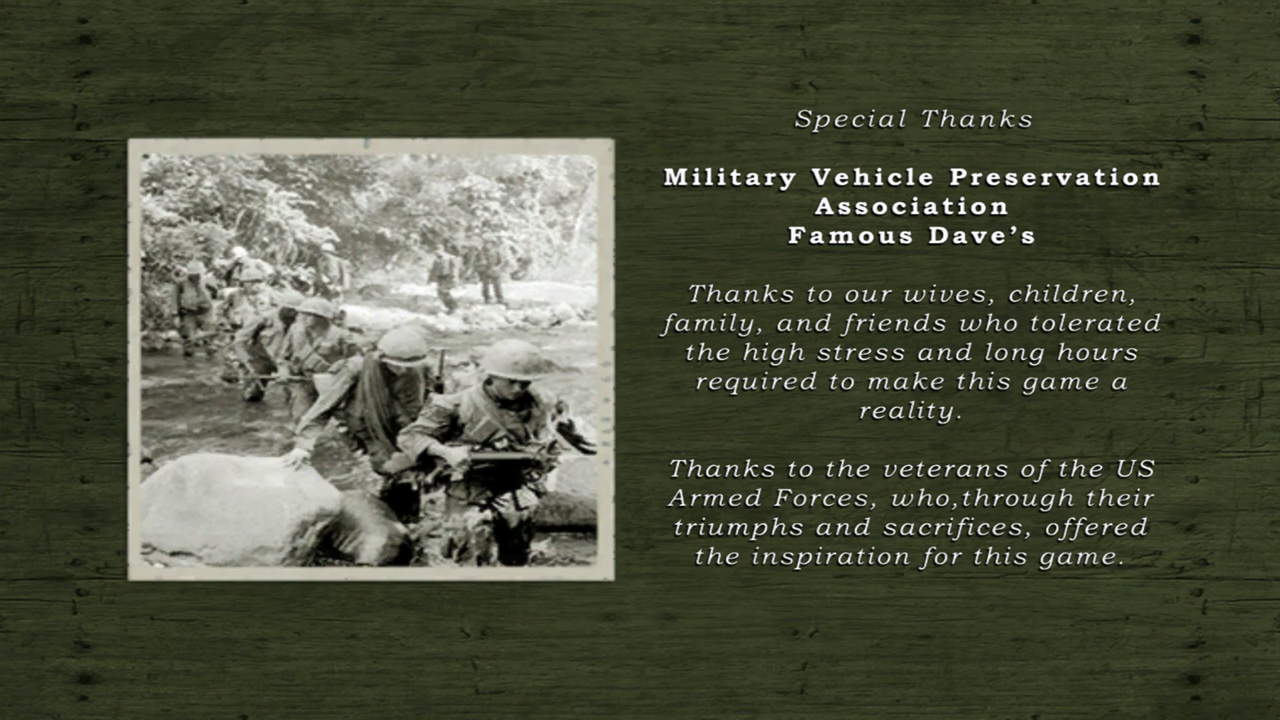 Special Thanks
Military Vehicle Preservation
Association
Famous Dave's
Thanks to our wives, children,
family, and friends who tolerated
the high stress and long hours
required to make this game a
reality.
Thanks to the veterans of the US
Armed Forces, who,through their
triumphs and sacrifices, offered
the inspiration for this game.